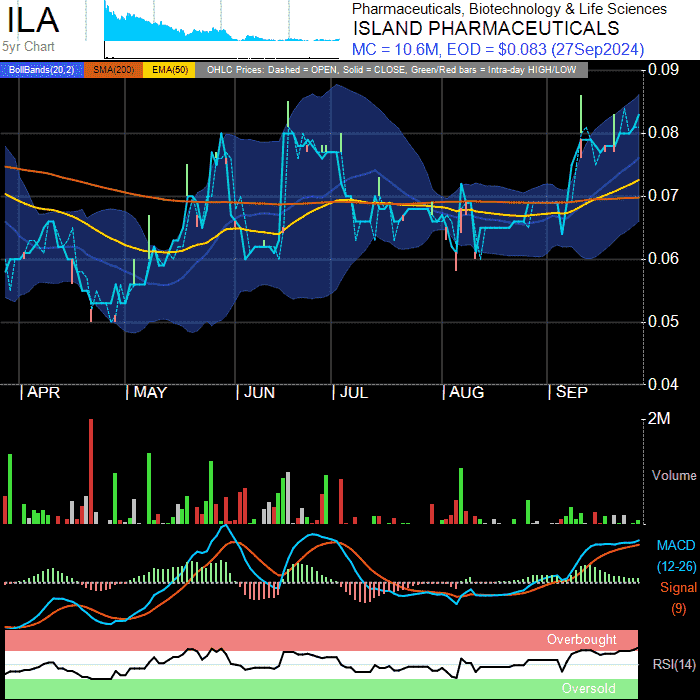 ILA
5yr Chart
Pharmaceuticals, Biotechnology & Life Sciences
ISLAND PHARMACEUTICALS
MC = 10.6M, EOD = $0.083 (27Sep2024)
BollBands(20,2) SMA(200) EMA(50) OHLC Prices: Dashed = OPEN, Solid = CLOSE, Green/Red bars = Intra-day HIGH/LOW
0.09
0.08
0.07
0.06
0.05
0.04
APR MAY JUN JUL AUG SEP
2M
Volume
MACD
(12-26)
Signal
(9)
Overbought
RSI(14)
Oversold